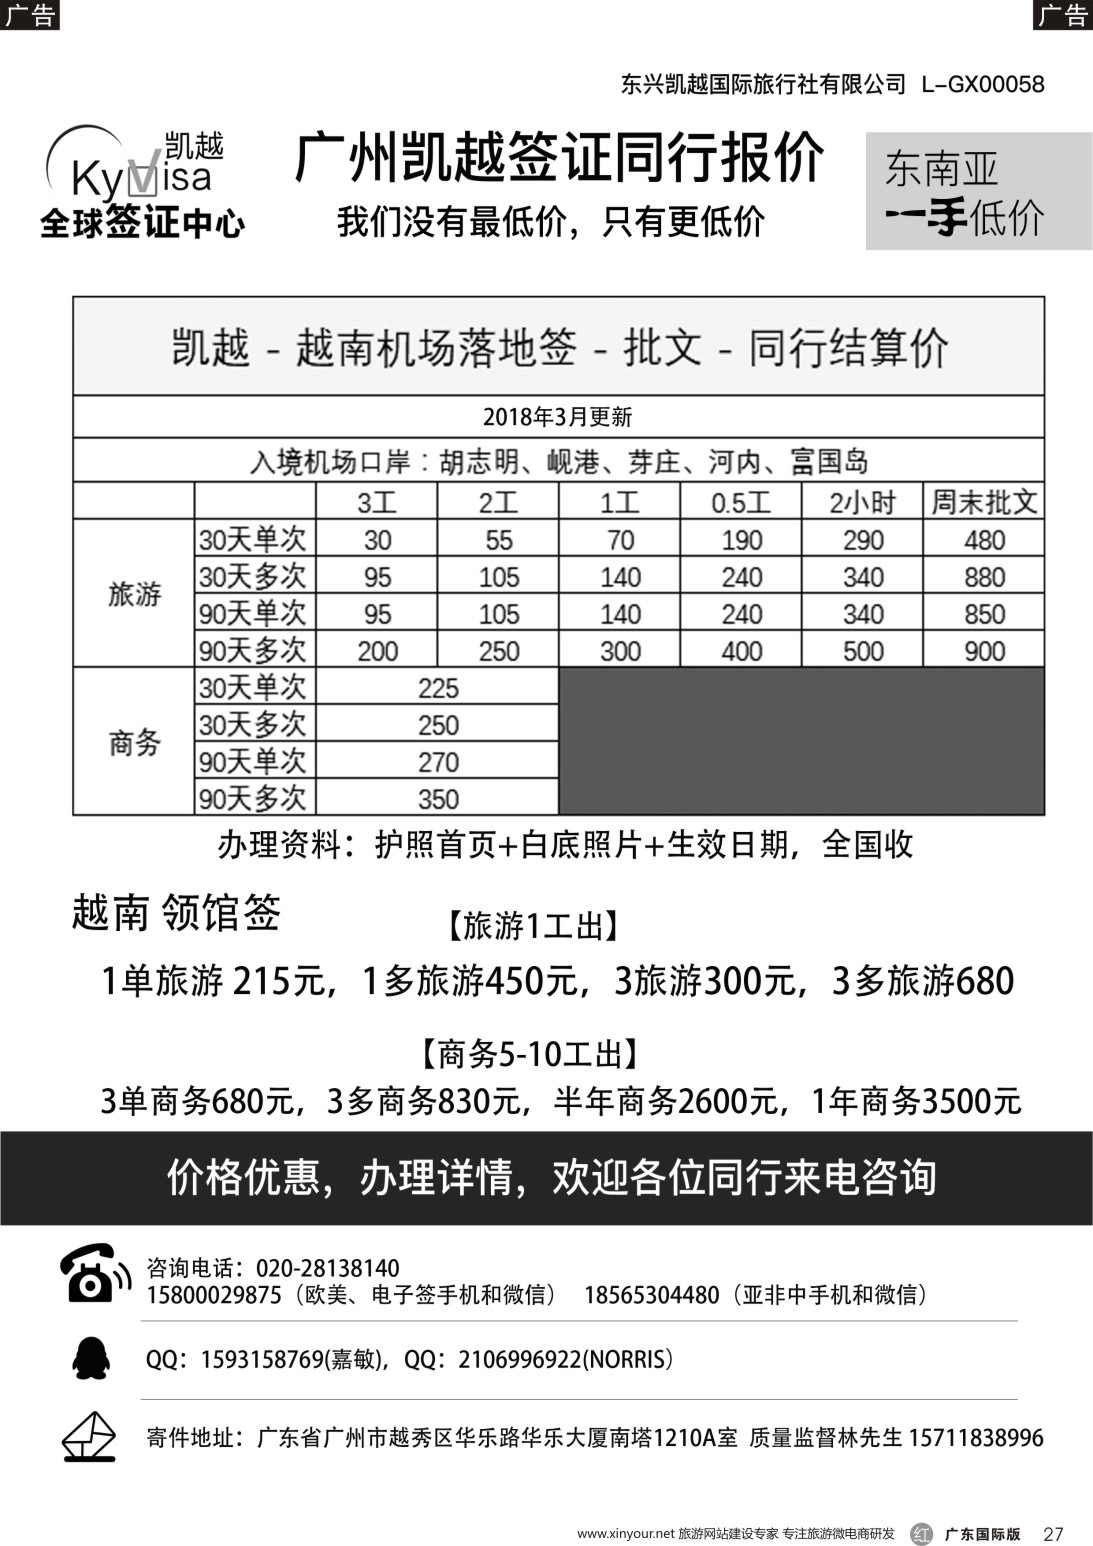 广告
广告
东兴凯越国际旅行社有限公司 L-GX00058
凯越
KyVisa
全球签证中心
广州凯越签证同行报价
我们没有最低价，只有更低价
东南亚
一手低价
凯越 - 越南机场落地签 - 批文 - 同行结算价
2018年3月更新
入境机场口岸：胡志明、岘港、芽庄、河内、富国岛
3工 2工 1工 0.5工 2小时 周末批文
旅游
30天单次 30 55 70 190 290 480
30天多次 95 105 140 240 340 880
90天单次 95 105 140 240 340 850
90天多次 200 250 300 400 500 900
商务
30天单次 225
30天多次 250
90天单次 270
90天多次 350
办理资料：护照首页+白底照片+生效日期，全国收
越南 领馆签
【旅游1工出】
1单旅游 215元，1多旅游450元，3旅游300元，3多旅游680
【商务5-10工出】
3单商务680元，3多商务830元，半年商务2600元，1年商务3500元
价格优惠，办理详情，欢迎各位同行来电咨询
咨询电话：020-28138140
15800029875（欧美、电子签手机和微信） 18565304480（亚非中手机和微信）
QQ：1593158769(嘉敏)，QQ：2106996922(NORRIS）
寄件地址：广东省广州市越秀区华乐路华乐大厦南塔1210A室 质量监督林先生 15711838996
www.xinyour.net 旅游网站建设专家 专注旅游微电商研发 红 广东国际版 27